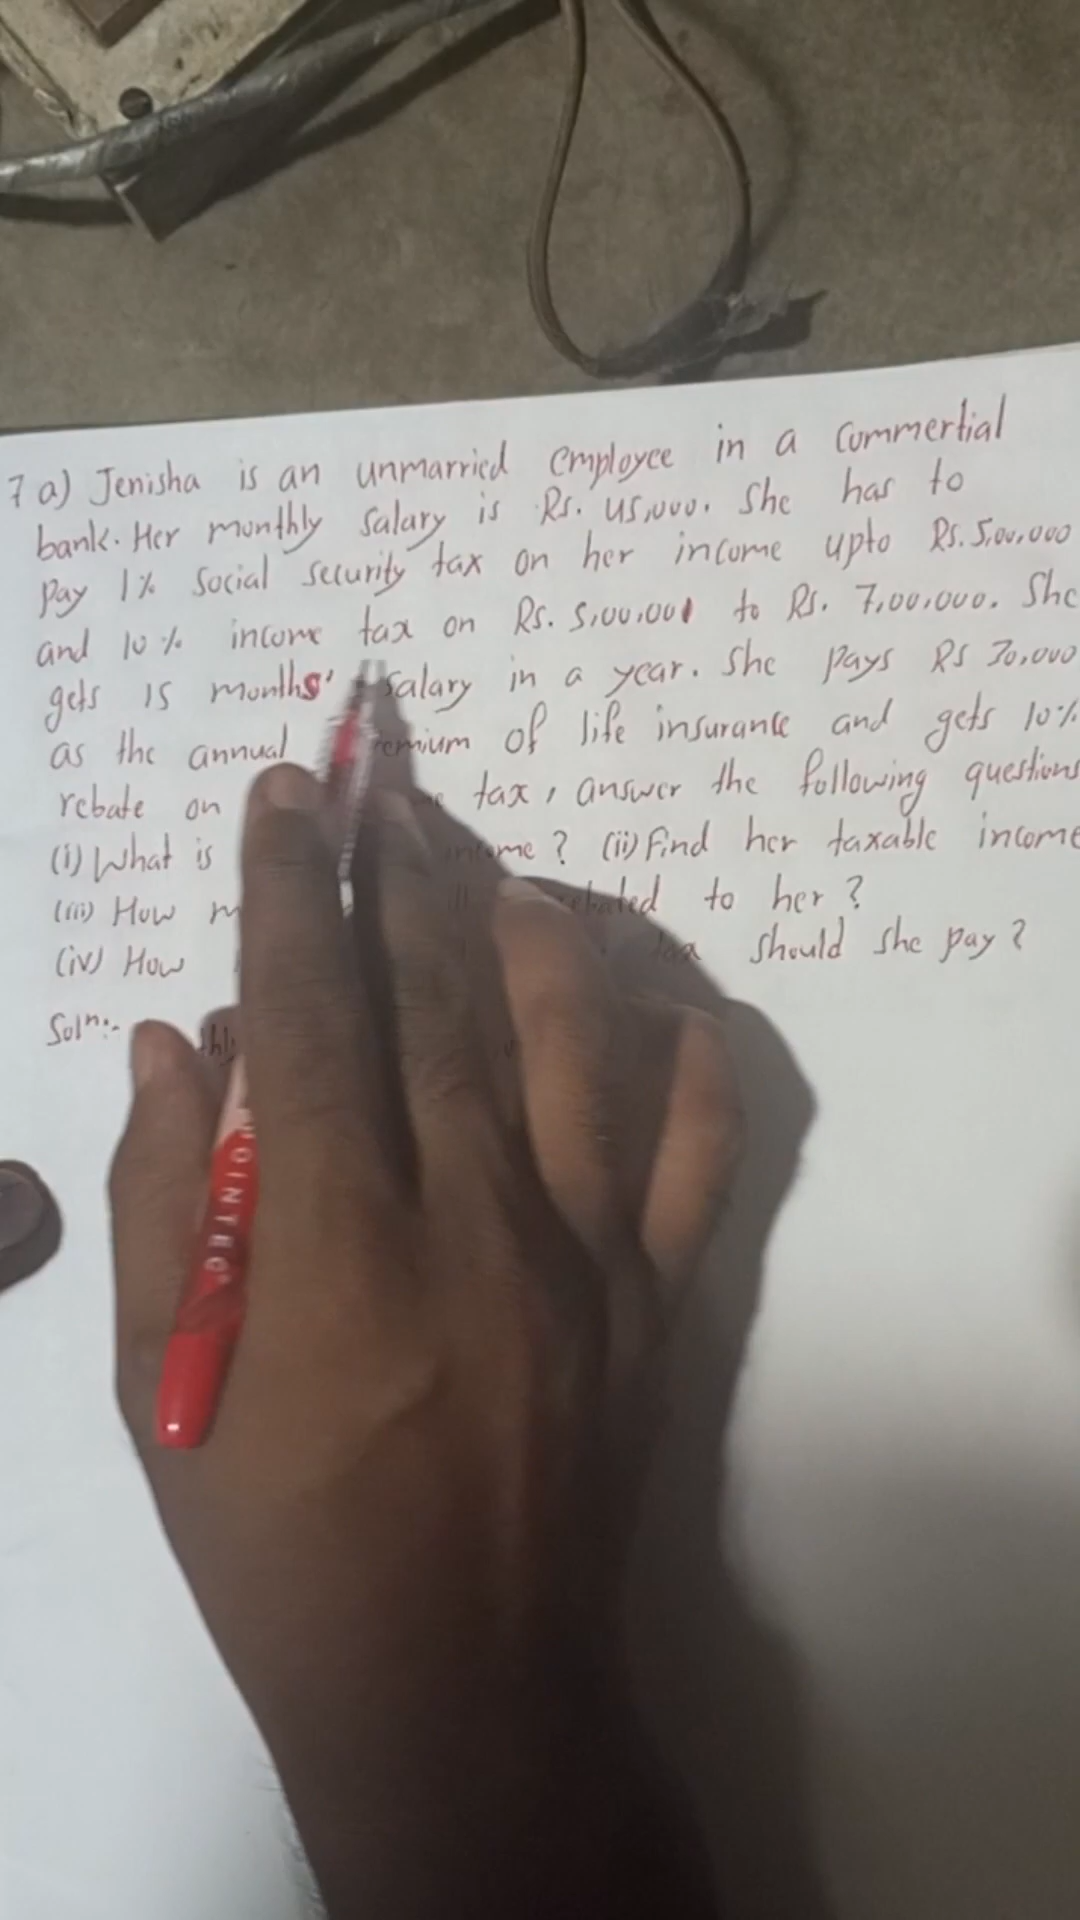 7 a) Jenisha is an unmarried employee in a commertial
bank. Her monthly salary is Rs. 45,000. She has to
pay 1% social security tax on her income upto Rs. 5,00,000
and 10% income tax on Rs. 5,00,001 to Rs. 7,00,000. She
gets 15 months' salary in a year. She pays Rs 30,000
as the annual of life insurance and gets 10%
rebate on tax, answer the following questions
(i) What is income? (ii) Find her taxable income
(iii) How to her?
(iv) How tax should she pay?
Solⁿ:-
POINTEC